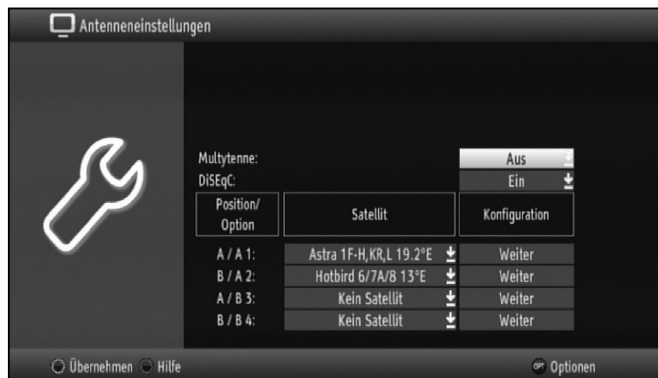 Antenneneinstellungen
Multytenne: Aus
DiSEqC: Ein
Position/ Option Satellit Konfiguration
A / A 1: Astra 1F-H,KR,L 19.2°E Weiter
B / A 2: Hotbird 6/7A/8 13°E Weiter
A / B 3: Kein Satellit Weiter
B / B 4: Kein Satellit Weiter
Übernehmen Hilfe OPT Optionen